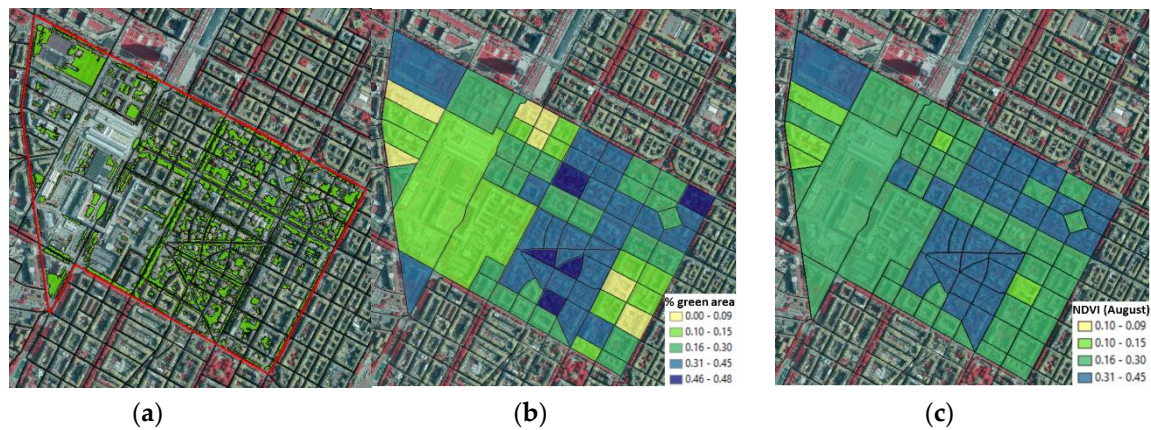 % green area
0.00 - 0.09
0.10 - 0.15
0.16 - 0.30
0.31 - 0.45
0.46 - 0.48
NDVI (August)
0.10 - 0.09
0.10 - 0.15
0.16 - 0.30
0.31 - 0.45
(a)
(b)
(c)